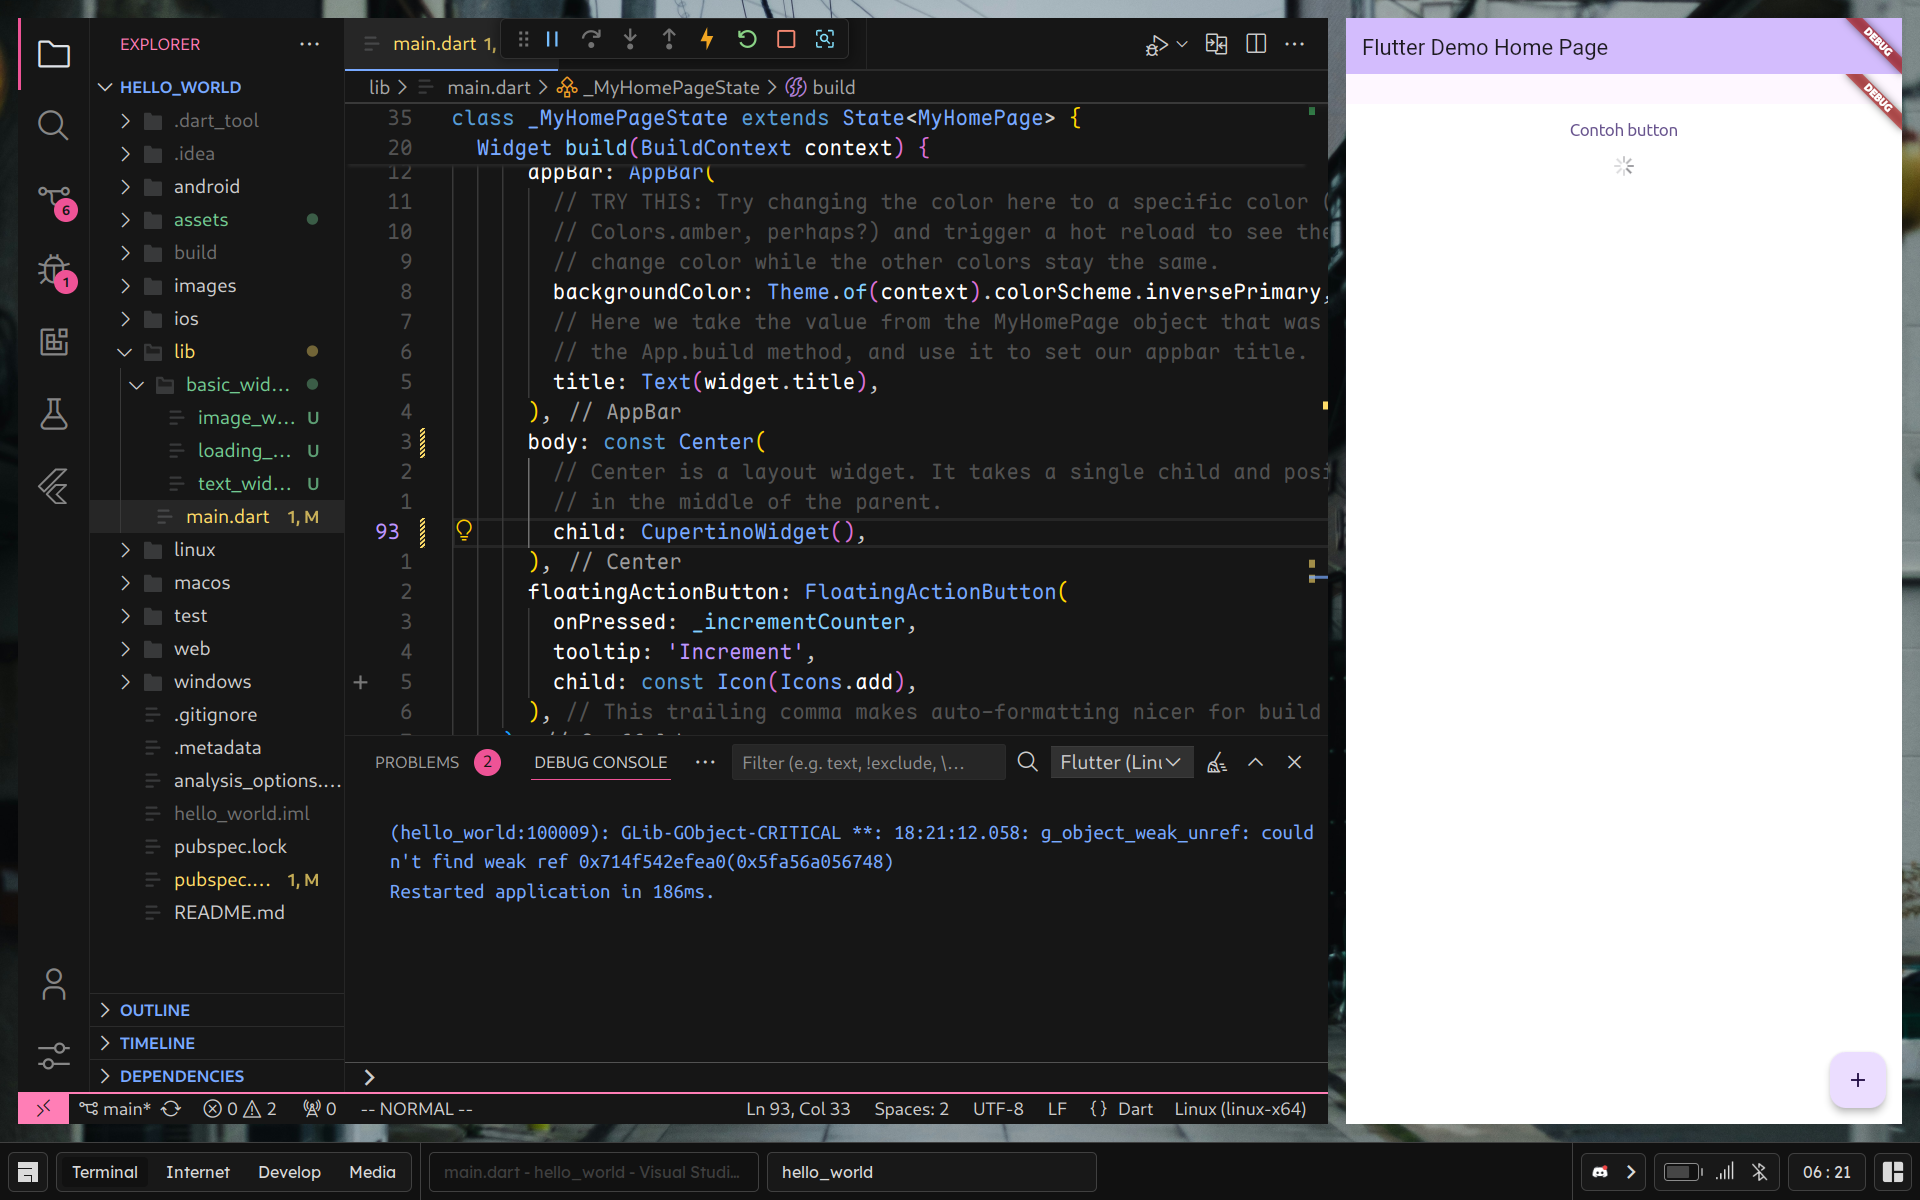 EXPLORER
main.dart 1,
HELLO_WORLD
.dart_tool
.idea
android
assets
build
images
ios
lib
basic_wid...
image_w... U
loading_... U
text_wid... U
main.dart 1, M
linux
macos
test
web
windows
.gitignore
.metadata
analysis_options....
hello_world.iml
pubspec.lock
pubspec.... 1, M
README.md
OUTLINE
TIMELINE
DEPENDENCIES
6
1
lib > main.dart > _MyHomePageState > build
35 class _MyHomePageState extends State<MyHomePage> {
20 Widget build(BuildContext context) {
12 appBar: AppBar(
11 // TRY THIS: Try changing the color here to a specific color (
10 // Colors.amber, perhaps?) and trigger a hot reload to see the
9 // change color while the other colors stay the same.
8 backgroundColor: Theme.of(context).colorScheme.inversePrimary,
7 // Here we take the value from the MyHomePage object that was
6 // the App.build method, and use it to set our appbar title.
5 title: Text(widget.title),
4 ), // AppBar
3 body: const Center(
2 // Center is a layout widget. It takes a single child and posi
1 // in the middle of the parent.
93 child: CupertinoWidget(),
1 ), // Center
2 floatingActionButton: FloatingActionButton(
3 onPressed: _incrementCounter,
4 tooltip: 'Increment',
5 child: const Icon(Icons.add),
6 ), // This trailing comma makes auto-formatting nicer for build
PROBLEMS 2 DEBUG CONSOLE Filter (e.g. text, !exclude, \... Flutter (Linu
(hello_world:100009): GLib-GObject-CRITICAL **: 18:21:12.058: g_object_weak_unref: could
n't find weak ref 0x714f542efea0(0x5fa56a056748)
Restarted application in 186ms.
main* 0 2 0 -- NORMAL -- Ln 93, Col 33 Spaces: 2 UTF-8 LF {} Dart Linux (linux-x64)
Flutter Demo Home Page
DEBUG
DEBUG
Contoh button
Terminal Internet Develop Media main.dart - hello_world - Visual Studi... hello_world 06 : 21